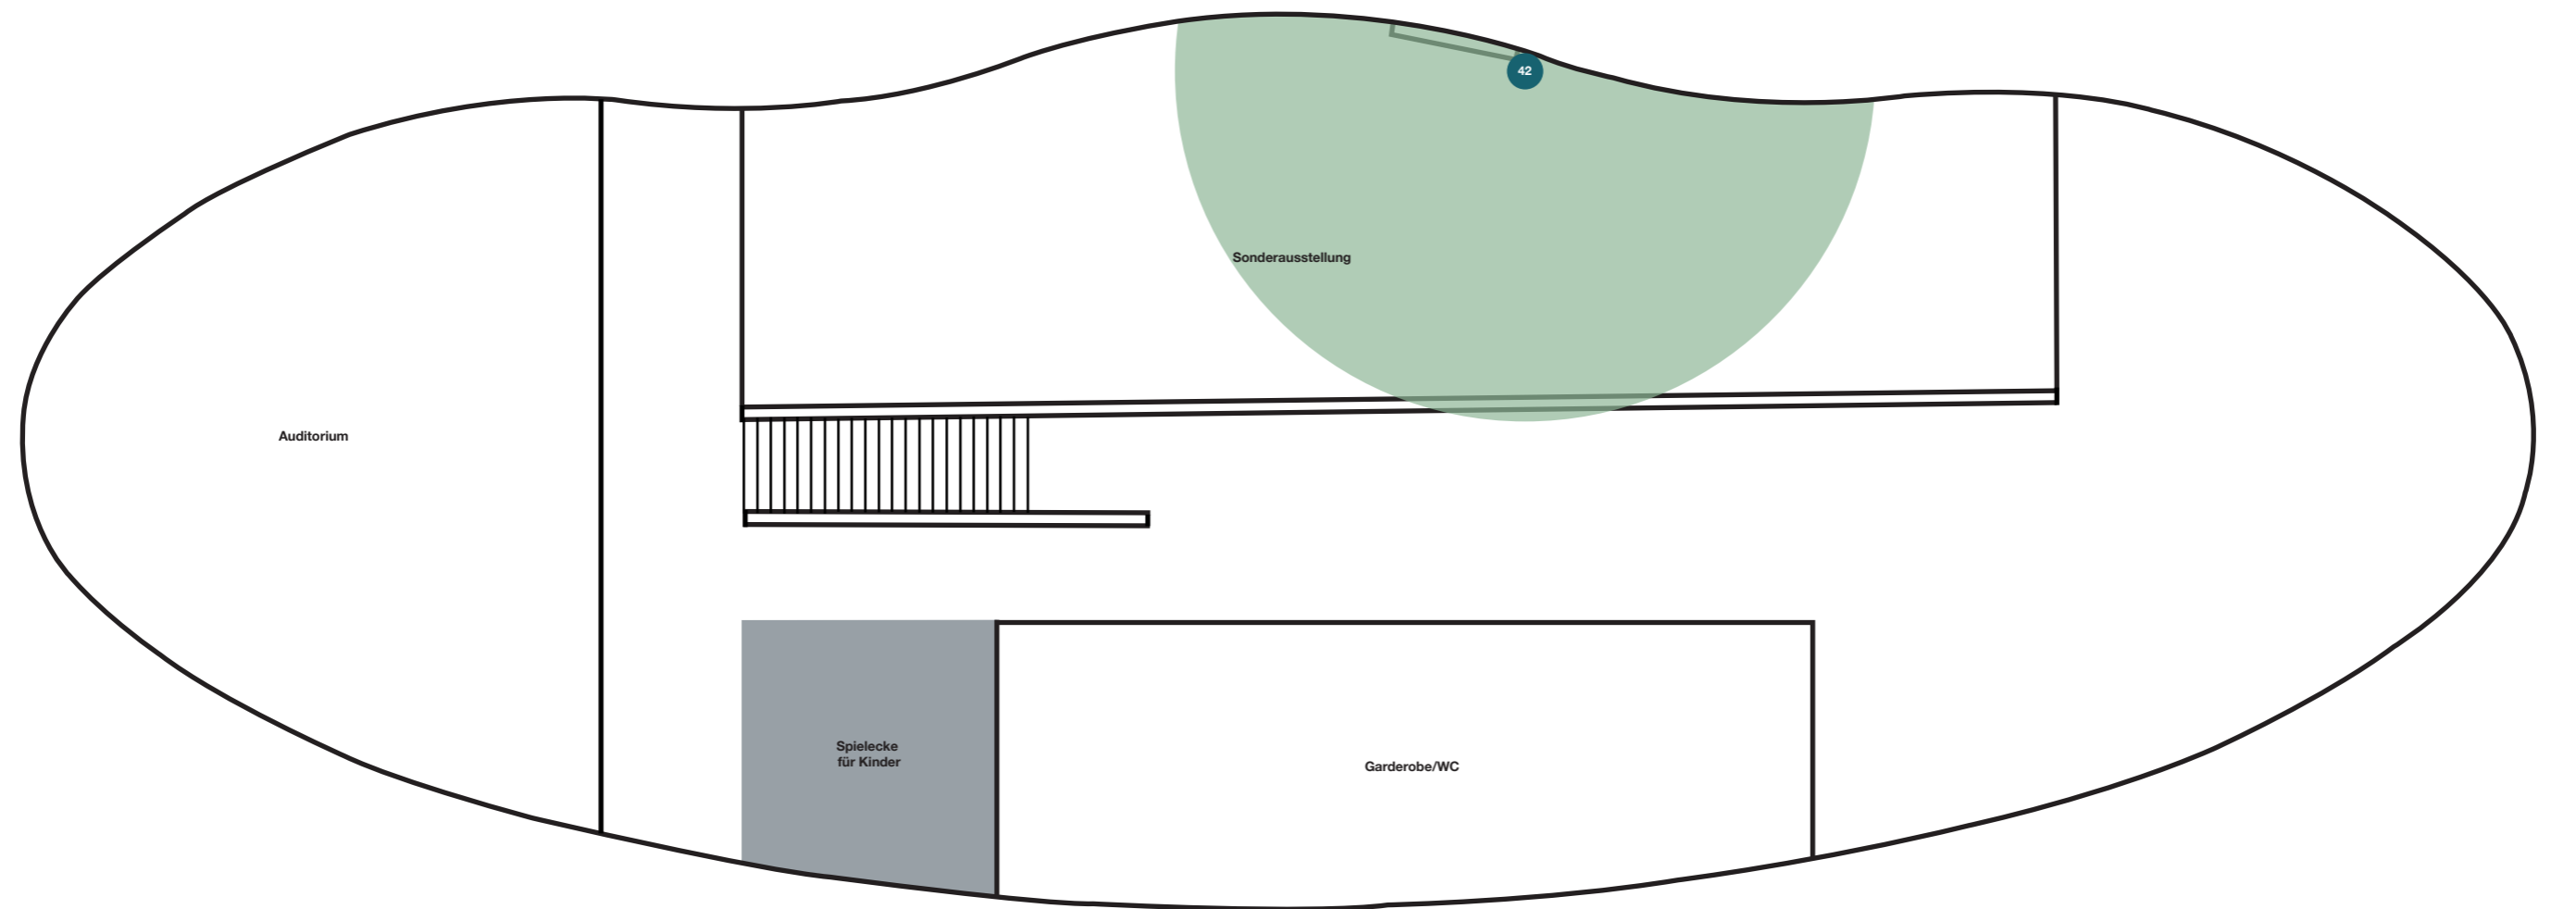 42
Sonderausstellung
Auditorium
Spielecke
für Kinder
Garderobe/WC